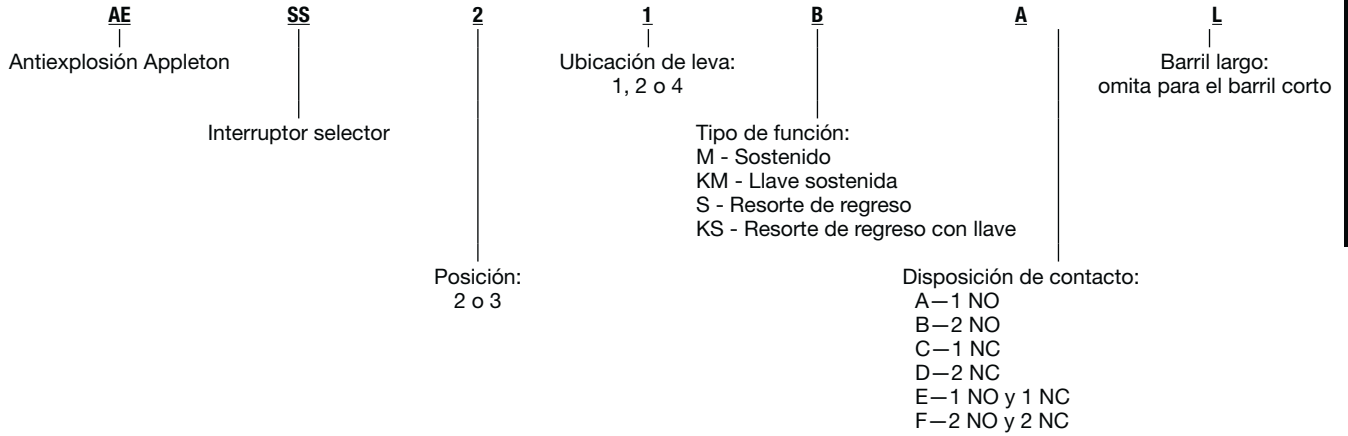 AE SS 2 1 B A L
Antiexplosión Appleton
Interruptor selector
Posición:
2 o 3
Ubicación de leva:
1, 2 o 4
Tipo de función:
M - Sostenido
KM - Llave sostenida
S - Resorte de regreso
KS - Resorte de regreso con llave
Disposición de contacto:
A—1 NO
B—2 NO
C—1 NC
D—2 NC
E—1 NO y 1 NC
F—2 NO y 2 NC
Barril largo:
omita para el barril corto